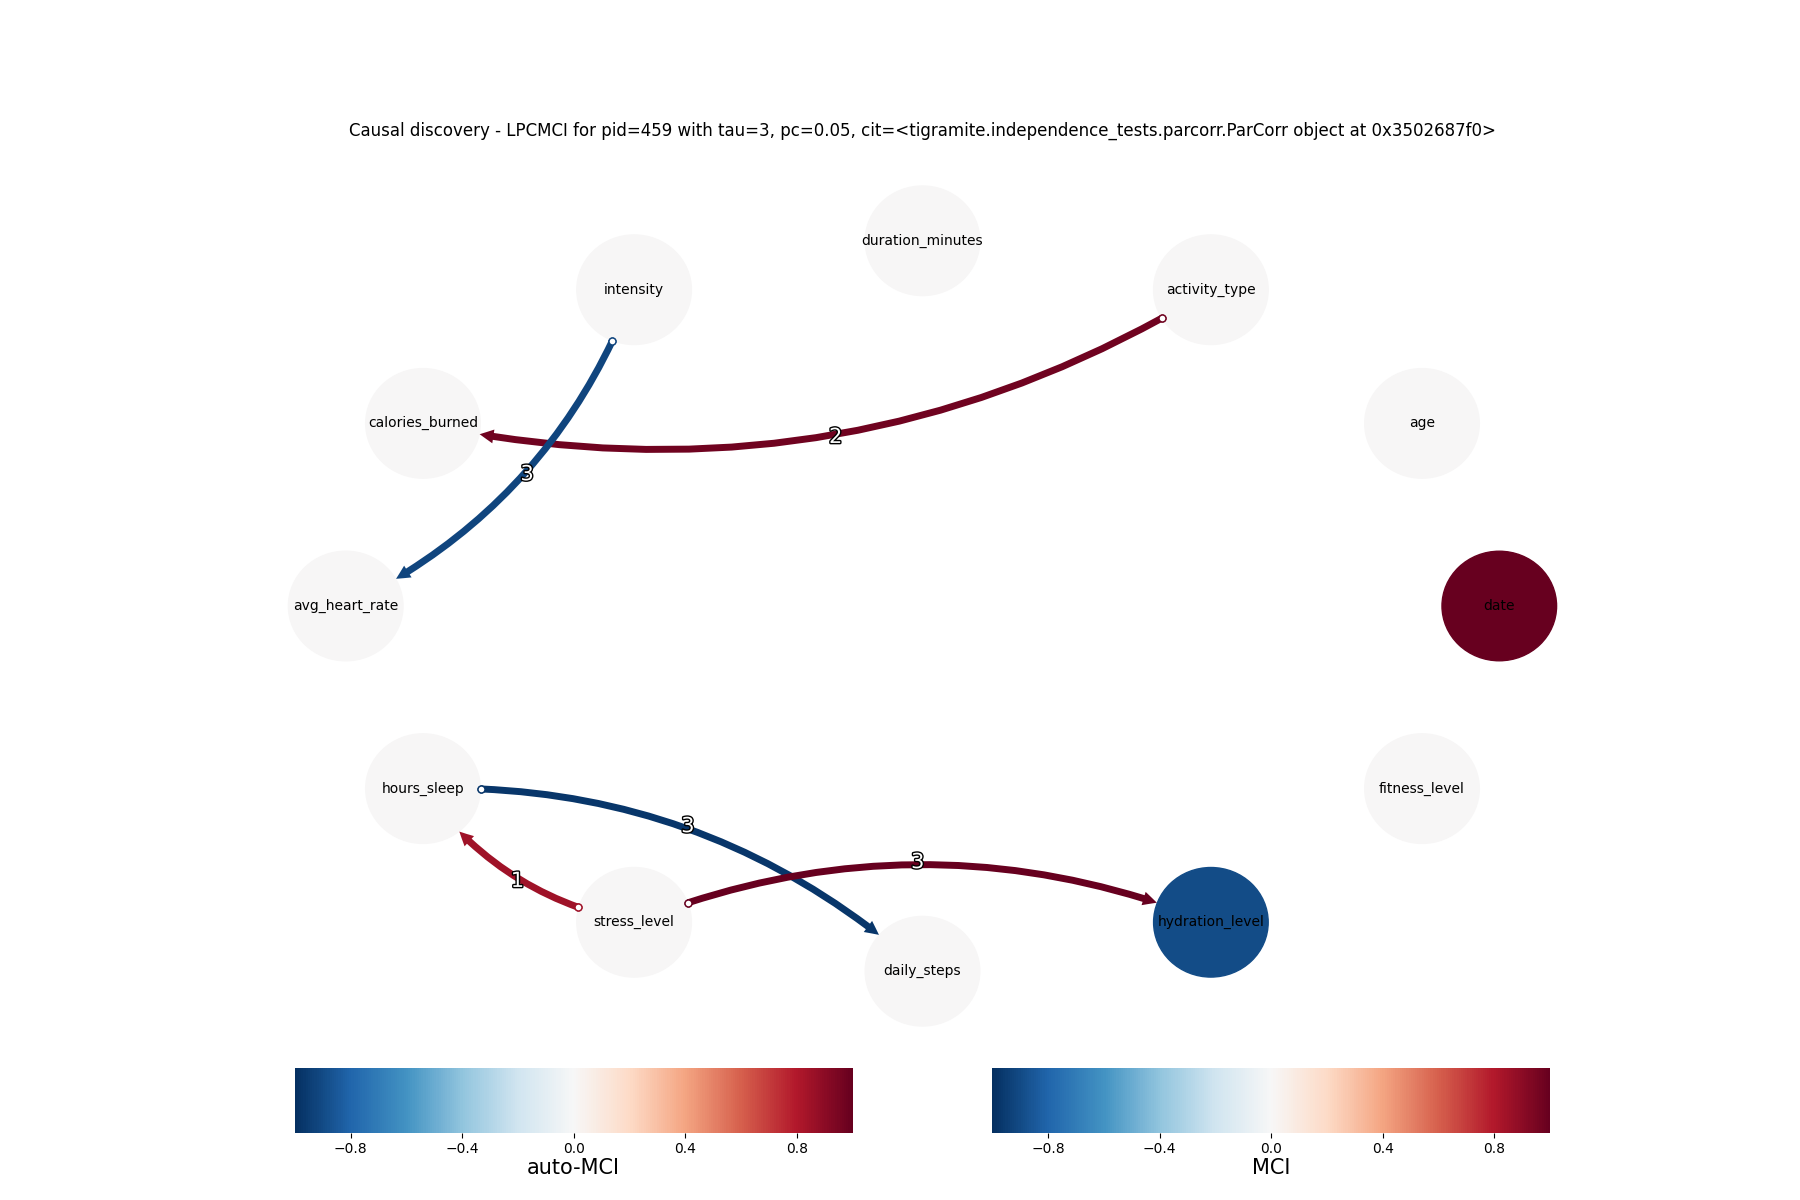 Causal discovery - LPCMCI for pid=459 with tau=3, pc=0.05, cit=<tigramite.independence_tests.parcorr.ParCorr object at 0x3502687f0>
duration_minutes
intensity
activity_type
calories_burned
age
2
3
avg_heart_rate
date
hours_sleep
fitness_level
3
3
1
stress_level
hydration_level
daily_steps
−0.8 −0.4 0.0 0.4 0.8
auto-MCI
−0.8 −0.4 0.0 0.4 0.8
MCI